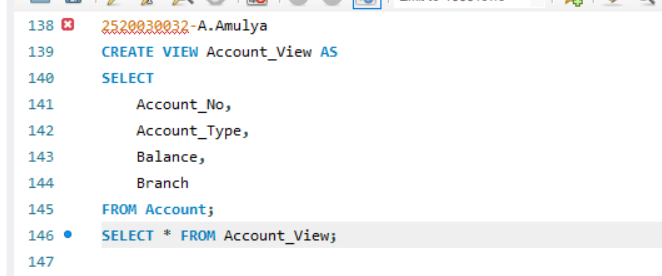 138 2520030032-A.Amulya
139 CREATE VIEW Account_View AS
140 SELECT
141 Account_No,
142 Account_Type,
143 Balance,
144 Branch
145 FROM Account;
146 SELECT * FROM Account_View;
147